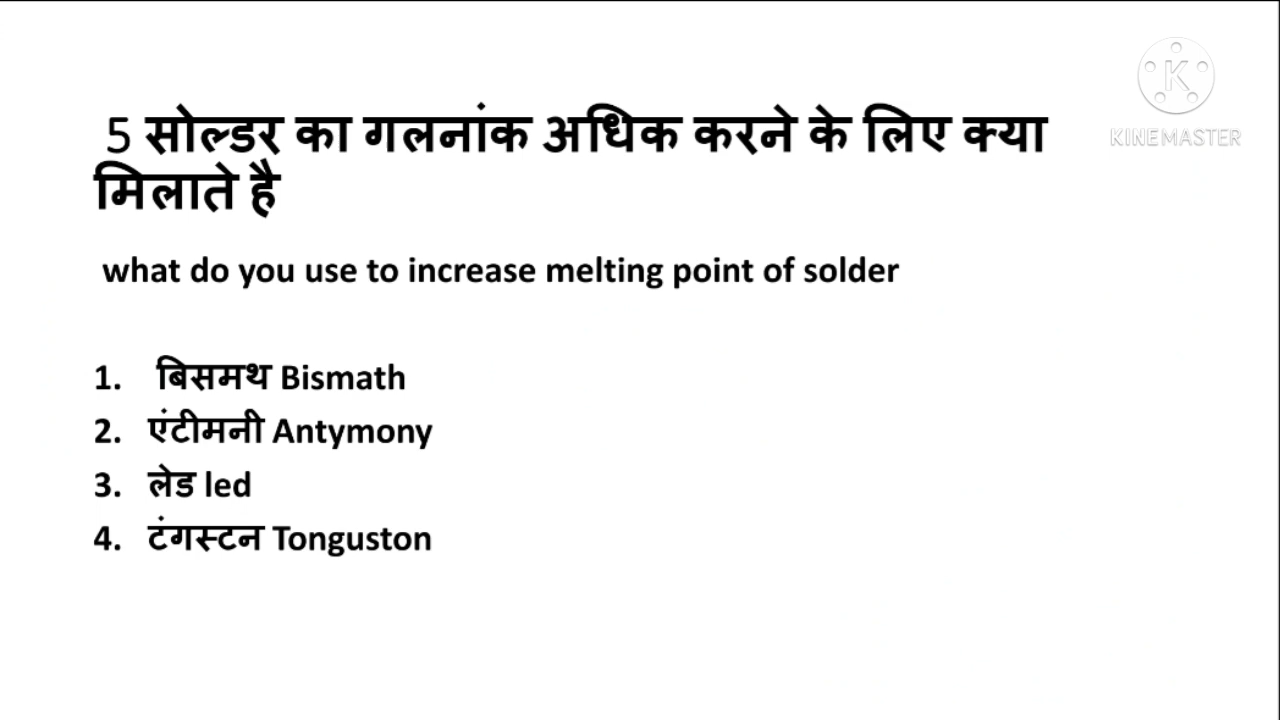 5 सोल्डर का गलनांक अधिक करने के लिए क्या
मिलाते है
K
KINEMASTER
what do you use to increase melting point of solder
1. बिसमथ Bismath
2. एंटीमनी Antymony
3. लेड led
4. टंगस्टन Tonguston